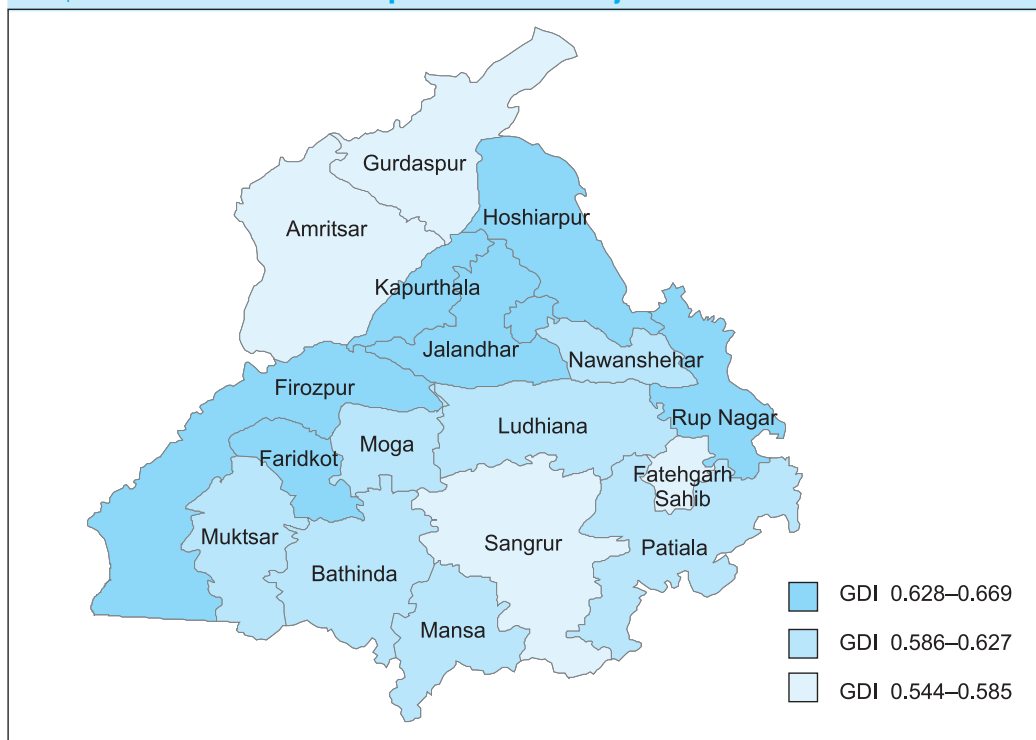 Gurdaspur
Hoshiarpur
Amritsar
Kapurthala
Jalandhar
Nawanshehar
Firozpur
Rup Nagar
Ludhiana
Moga
Faridkot
Fatehgarh
Sahib
Muktsar
Sangrur
Patiala
Bathinda
Mansa
GDI 0.628–0.669
GDI 0.586–0.627
GDI 0.544–0.585